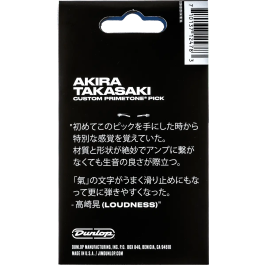 AKIRA
TAKASAKI
CUSTOM PRIMETONE® PICK
"初めてこのピックを手にした時から
特別な感覚を覚えています。
材質と形状が絶妙でアンプに繋が
なくても生音の良さが際立つ。
「氣」の文字がうまく滑り止めにもな
って更に弾きやすくなった。"
- 高崎晃 (LOUDNESS)
Dunlop
DUNLOP MANUFACTURING, INC. P.O. BOX 846, BENICIA, CA 94510
MADE IN U.S.A. / JIMDUNLOP.COM